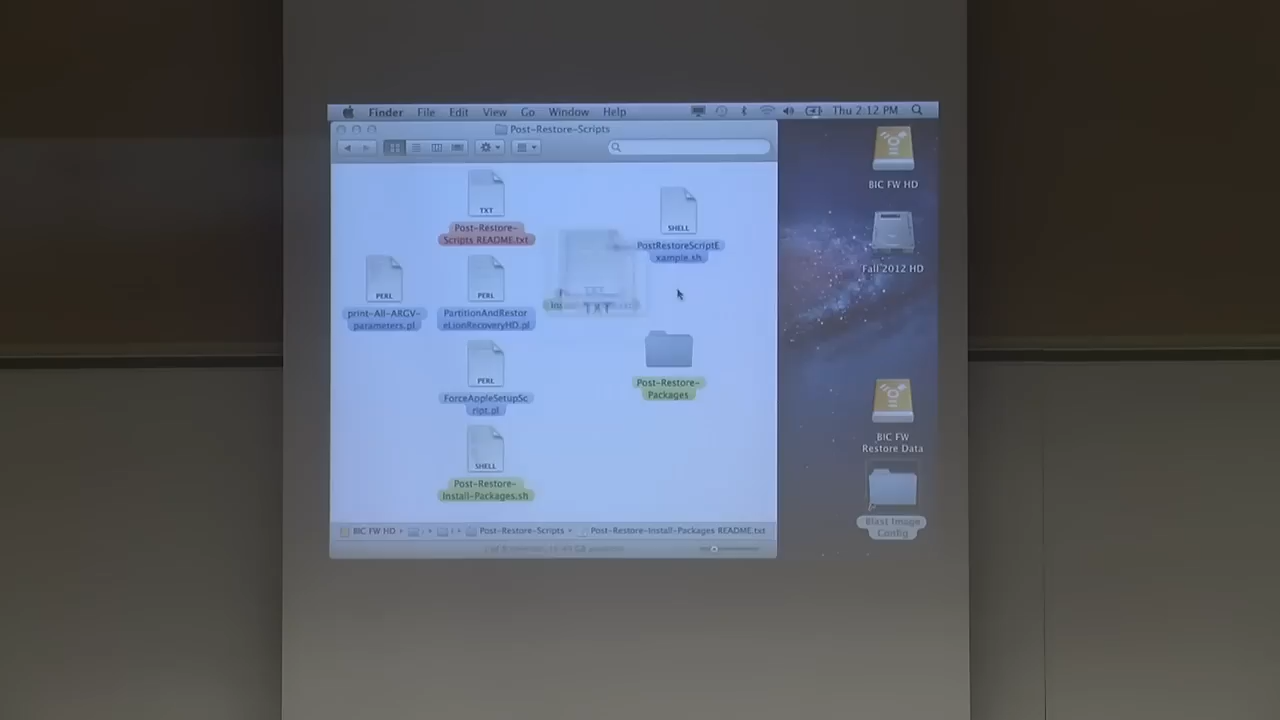 Finder File Edit View Go Window Help Thu 2:12 PM
Post-Restore-Scripts
TXT
Post-Restore-
Scripts README.txt
SHELL
PostRestoreScriptE
xample.sh
PERL
print-All-ARGV-
parameters.pl
PERL
PartitionAndRestor
eLionRecoveryHD.pl
TXT
TXT
PERL
ForceAppleSetupSc
ript.pl
Post-Restore-
Packages
SHELL
Post-Restore-
Install-Packages.sh
BIC FW HD
Post-Restore-Scripts
Post-Restore-Install-Packages README.txt
BIC FW HD
Fall 2012 HD
BIC FW
Restore Data
Blast Image
Config